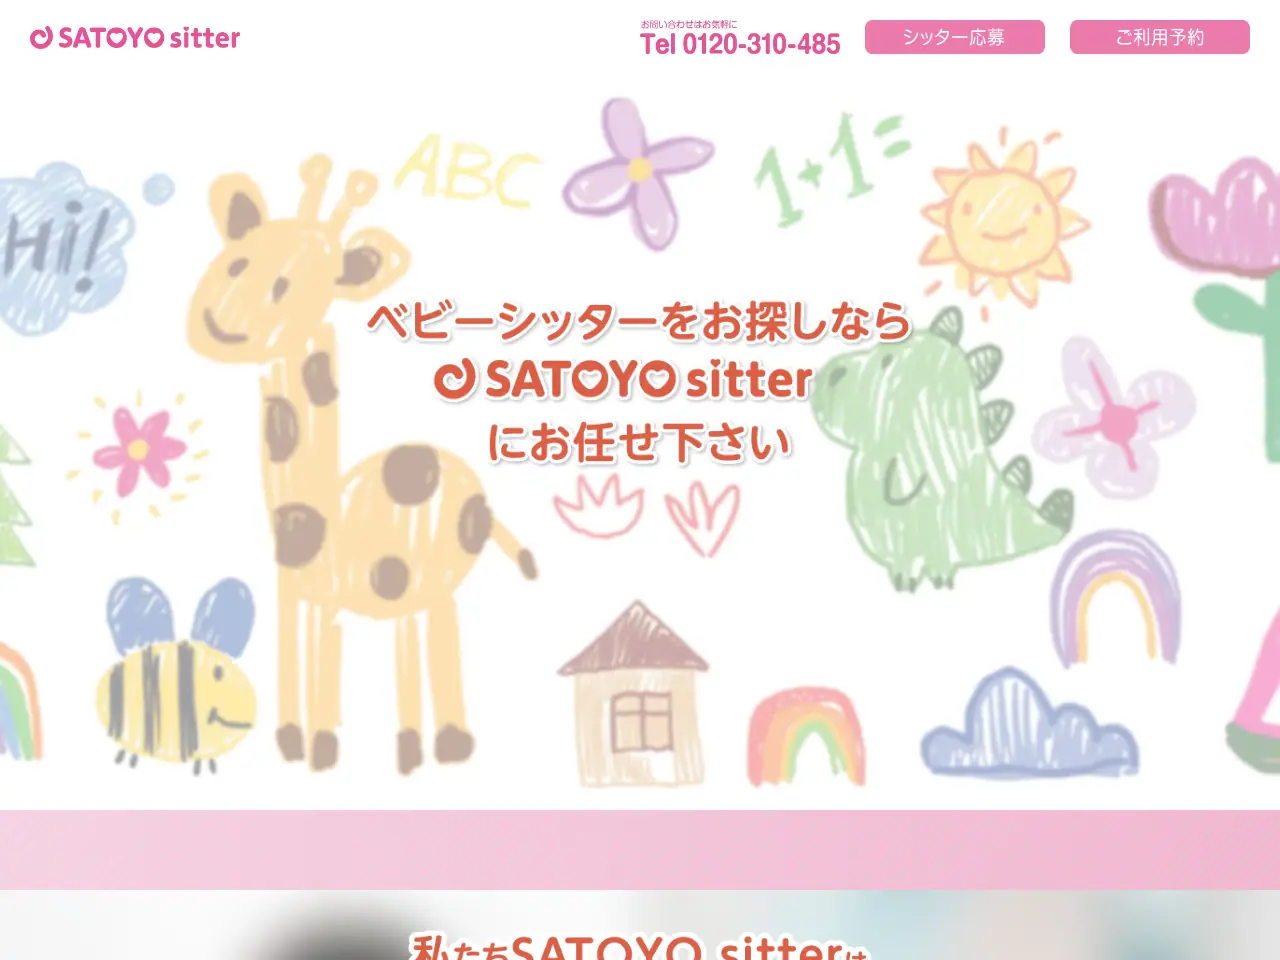 SATOYO sitter
お問い合わせはお気軽に
Tel 0120-310-485
シッター応募
ご利用予約
ABC
1+1=
Hi!
ベビーシッターをお探しなら
SATOYO sitter
にお任せ下さい
私たちSATOYO sitterは